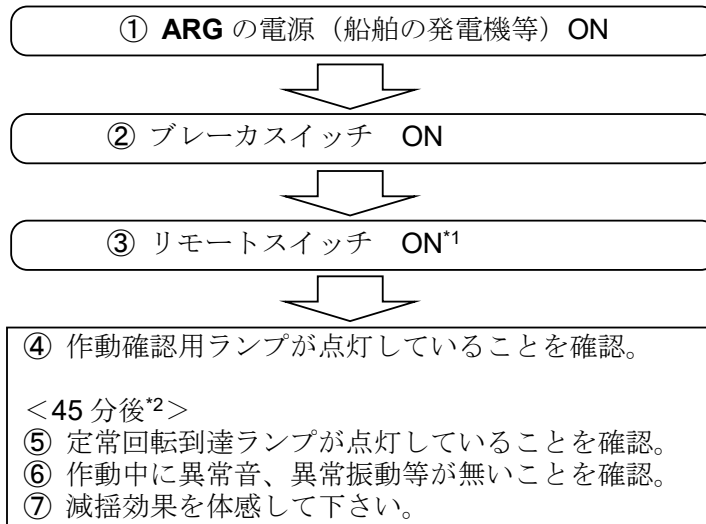 ① ARG の電源（船舶の発電機等）ON
② ブレーカスイッチ　ON
③ リモートスイッチ　ON*1
④ 作動確認用ランプが点灯していることを確認。
＜45 分後*2＞
⑤ 定常回転到達ランプが点灯していることを確認。
⑥ 作動中に異常音、異常振動等が無いことを確認。
⑦ 減揺効果を体感して下さい。